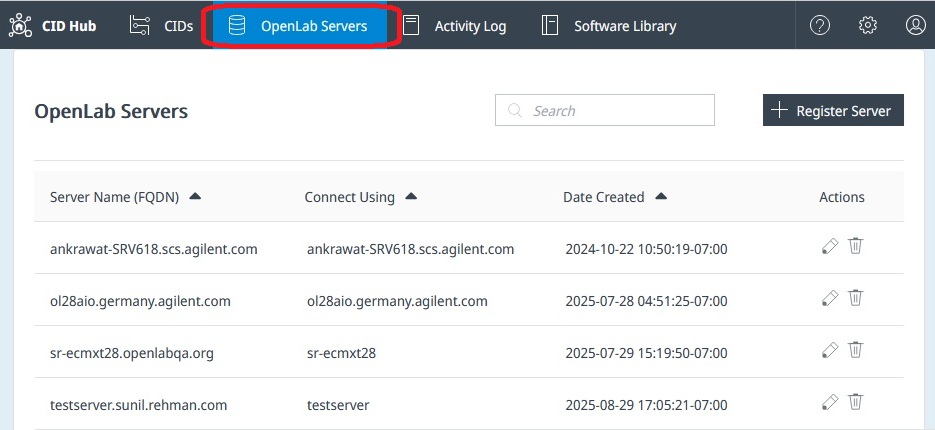 CID Hub CIDs OpenLab Servers Activity Log Software Library
OpenLab Servers Search Register Server
Server Name (FQDN) Connect Using Date Created Actions
ankrawat-SRV618.scs.agilent.com ankrawat-SRV618.scs.agilent.com 2024-10-22 10:50:19-07:00
ol28aio.germany.agilent.com ol28aio.germany.agilent.com 2025-07-28 04:51:25-07:00
sr-ecmxt28.openlabqa.org sr-ecmxt28 2025-07-29 15:19:50-07:00
testserver.sunil.rehman.com testserver 2025-08-29 17:05:21-07:00